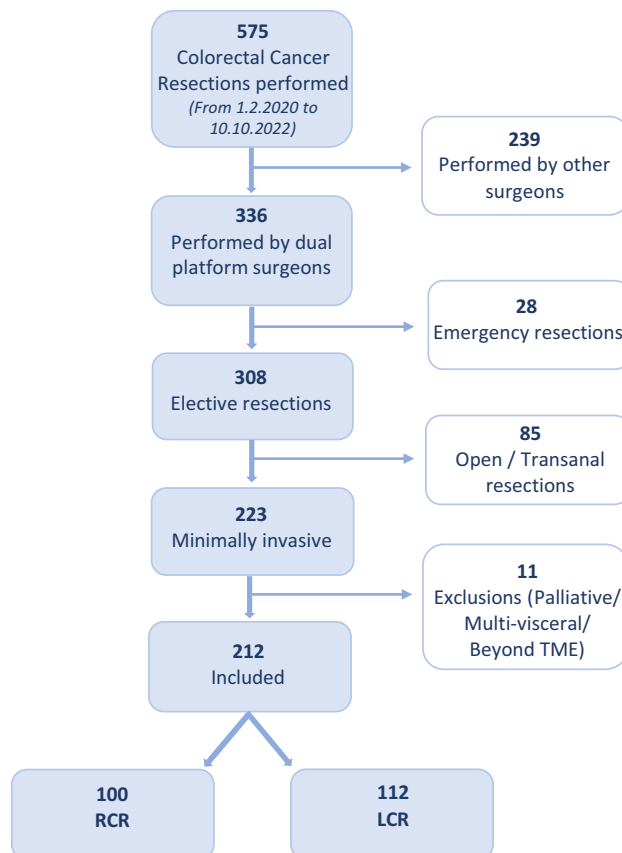 575
Colorectal Cancer
Resections performed
(From 1.2.2020 to
10.10.2022)
239
Performed by other
surgeons
336
Performed by dual
platform surgeons
28
Emergency resections
308
Elective resections
85
Open / Transanal
resections
223
Minimally invasive
11
Exclusions (Palliative/
Multi-visceral/
Beyond TME)
212
Included
100
RCR
112
LCR